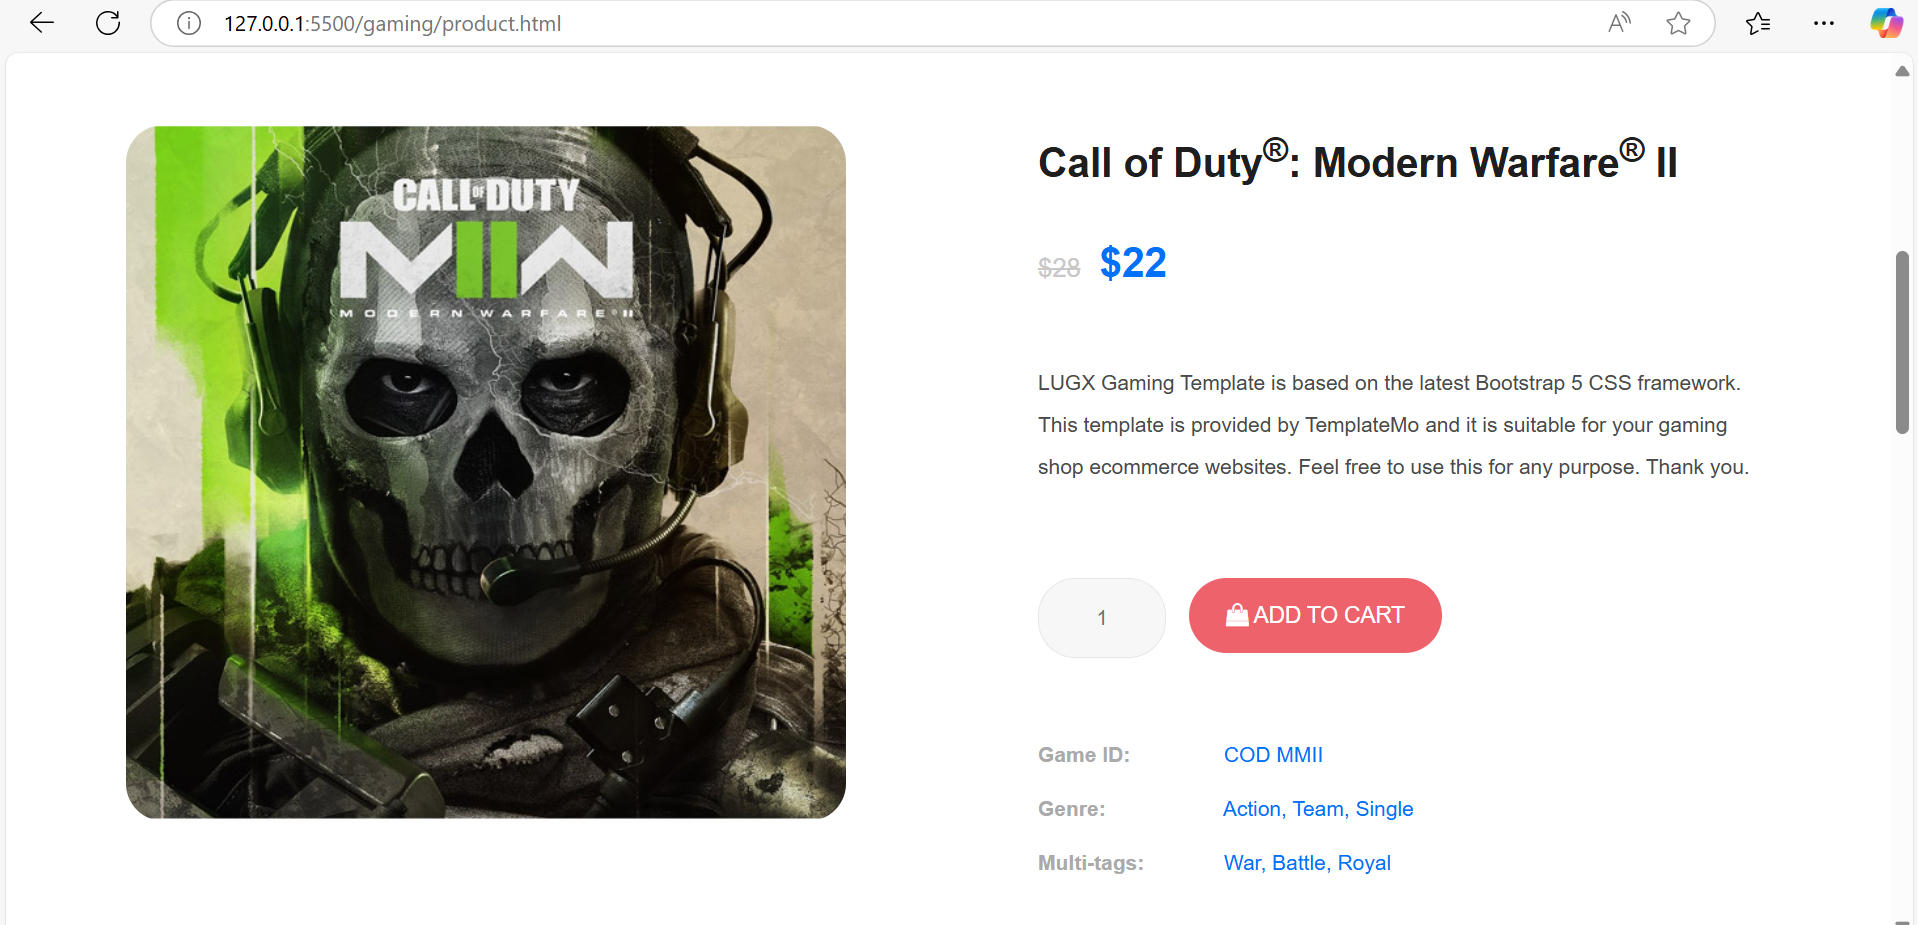 127.0.0.1:5500/gaming/product.html
CALL OF DUTY
MIIW
MODERN WARFARE® II
Call of Duty®: Modern Warfare® II
$28 $22
LUGX Gaming Template is based on the latest Bootstrap 5 CSS framework.
This template is provided by TemplateMo and it is suitable for your gaming
shop ecommerce websites. Feel free to use this for any purpose. Thank you.
1 ADD TO CART
Game ID: COD MMII
Genre: Action, Team, Single
Multi-tags: War, Battle, Royal